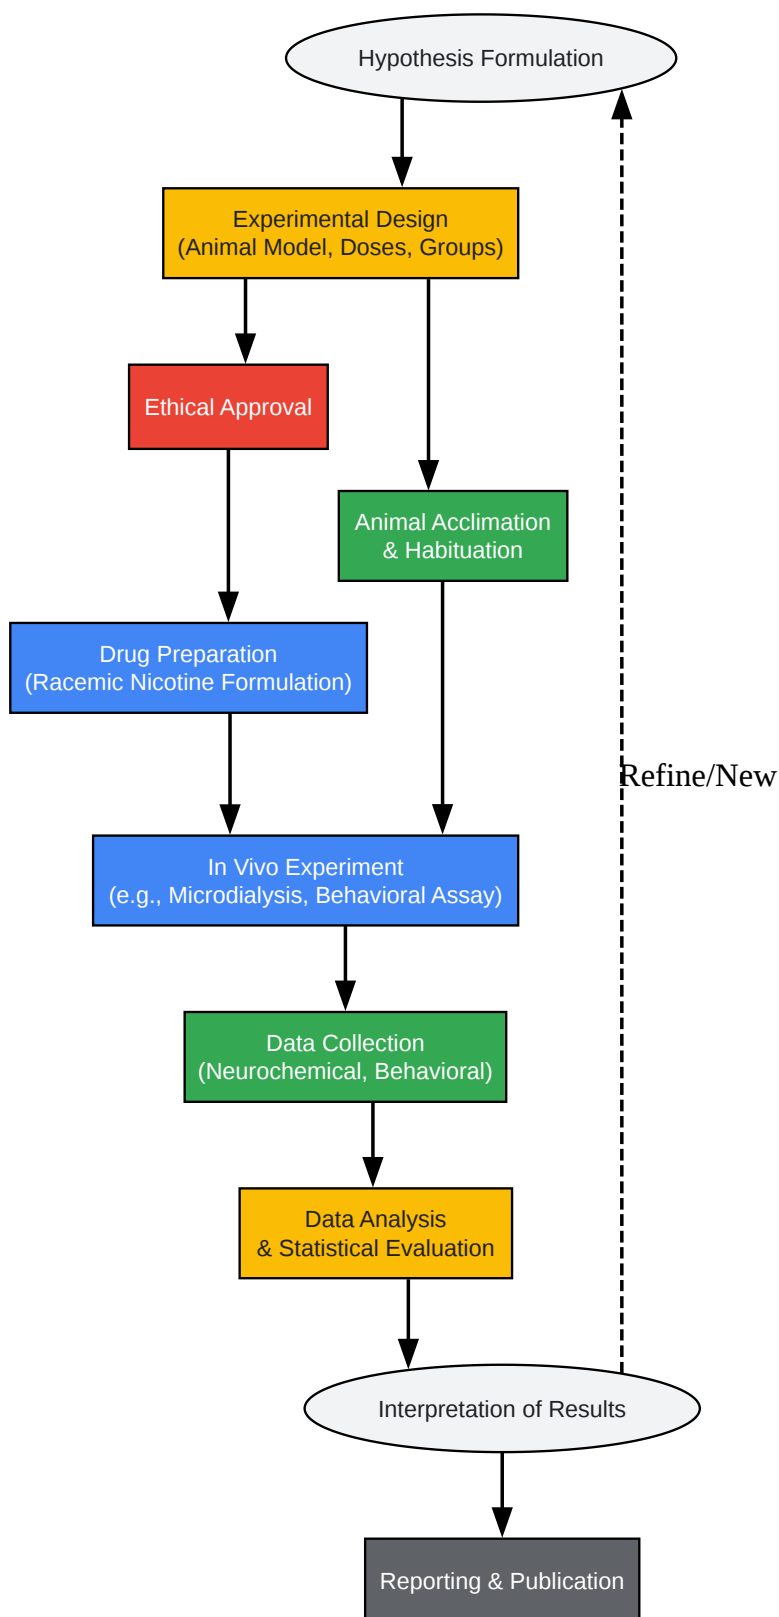 Hypothesis Formulation
Experimental Design
(Animal Model, Doses, Groups)
Ethical Approval
Animal Acclimation
& Habituation
Drug Preparation
(Racemic Nicotine Formulation)
Refine/New
In Vivo Experiment
(e.g., Microdialysis, Behavioral Assay)
Data Collection
(Neurochemical, Behavioral)
Data Analysis
& Statistical Evaluation
Interpretation of Results
Reporting & Publication